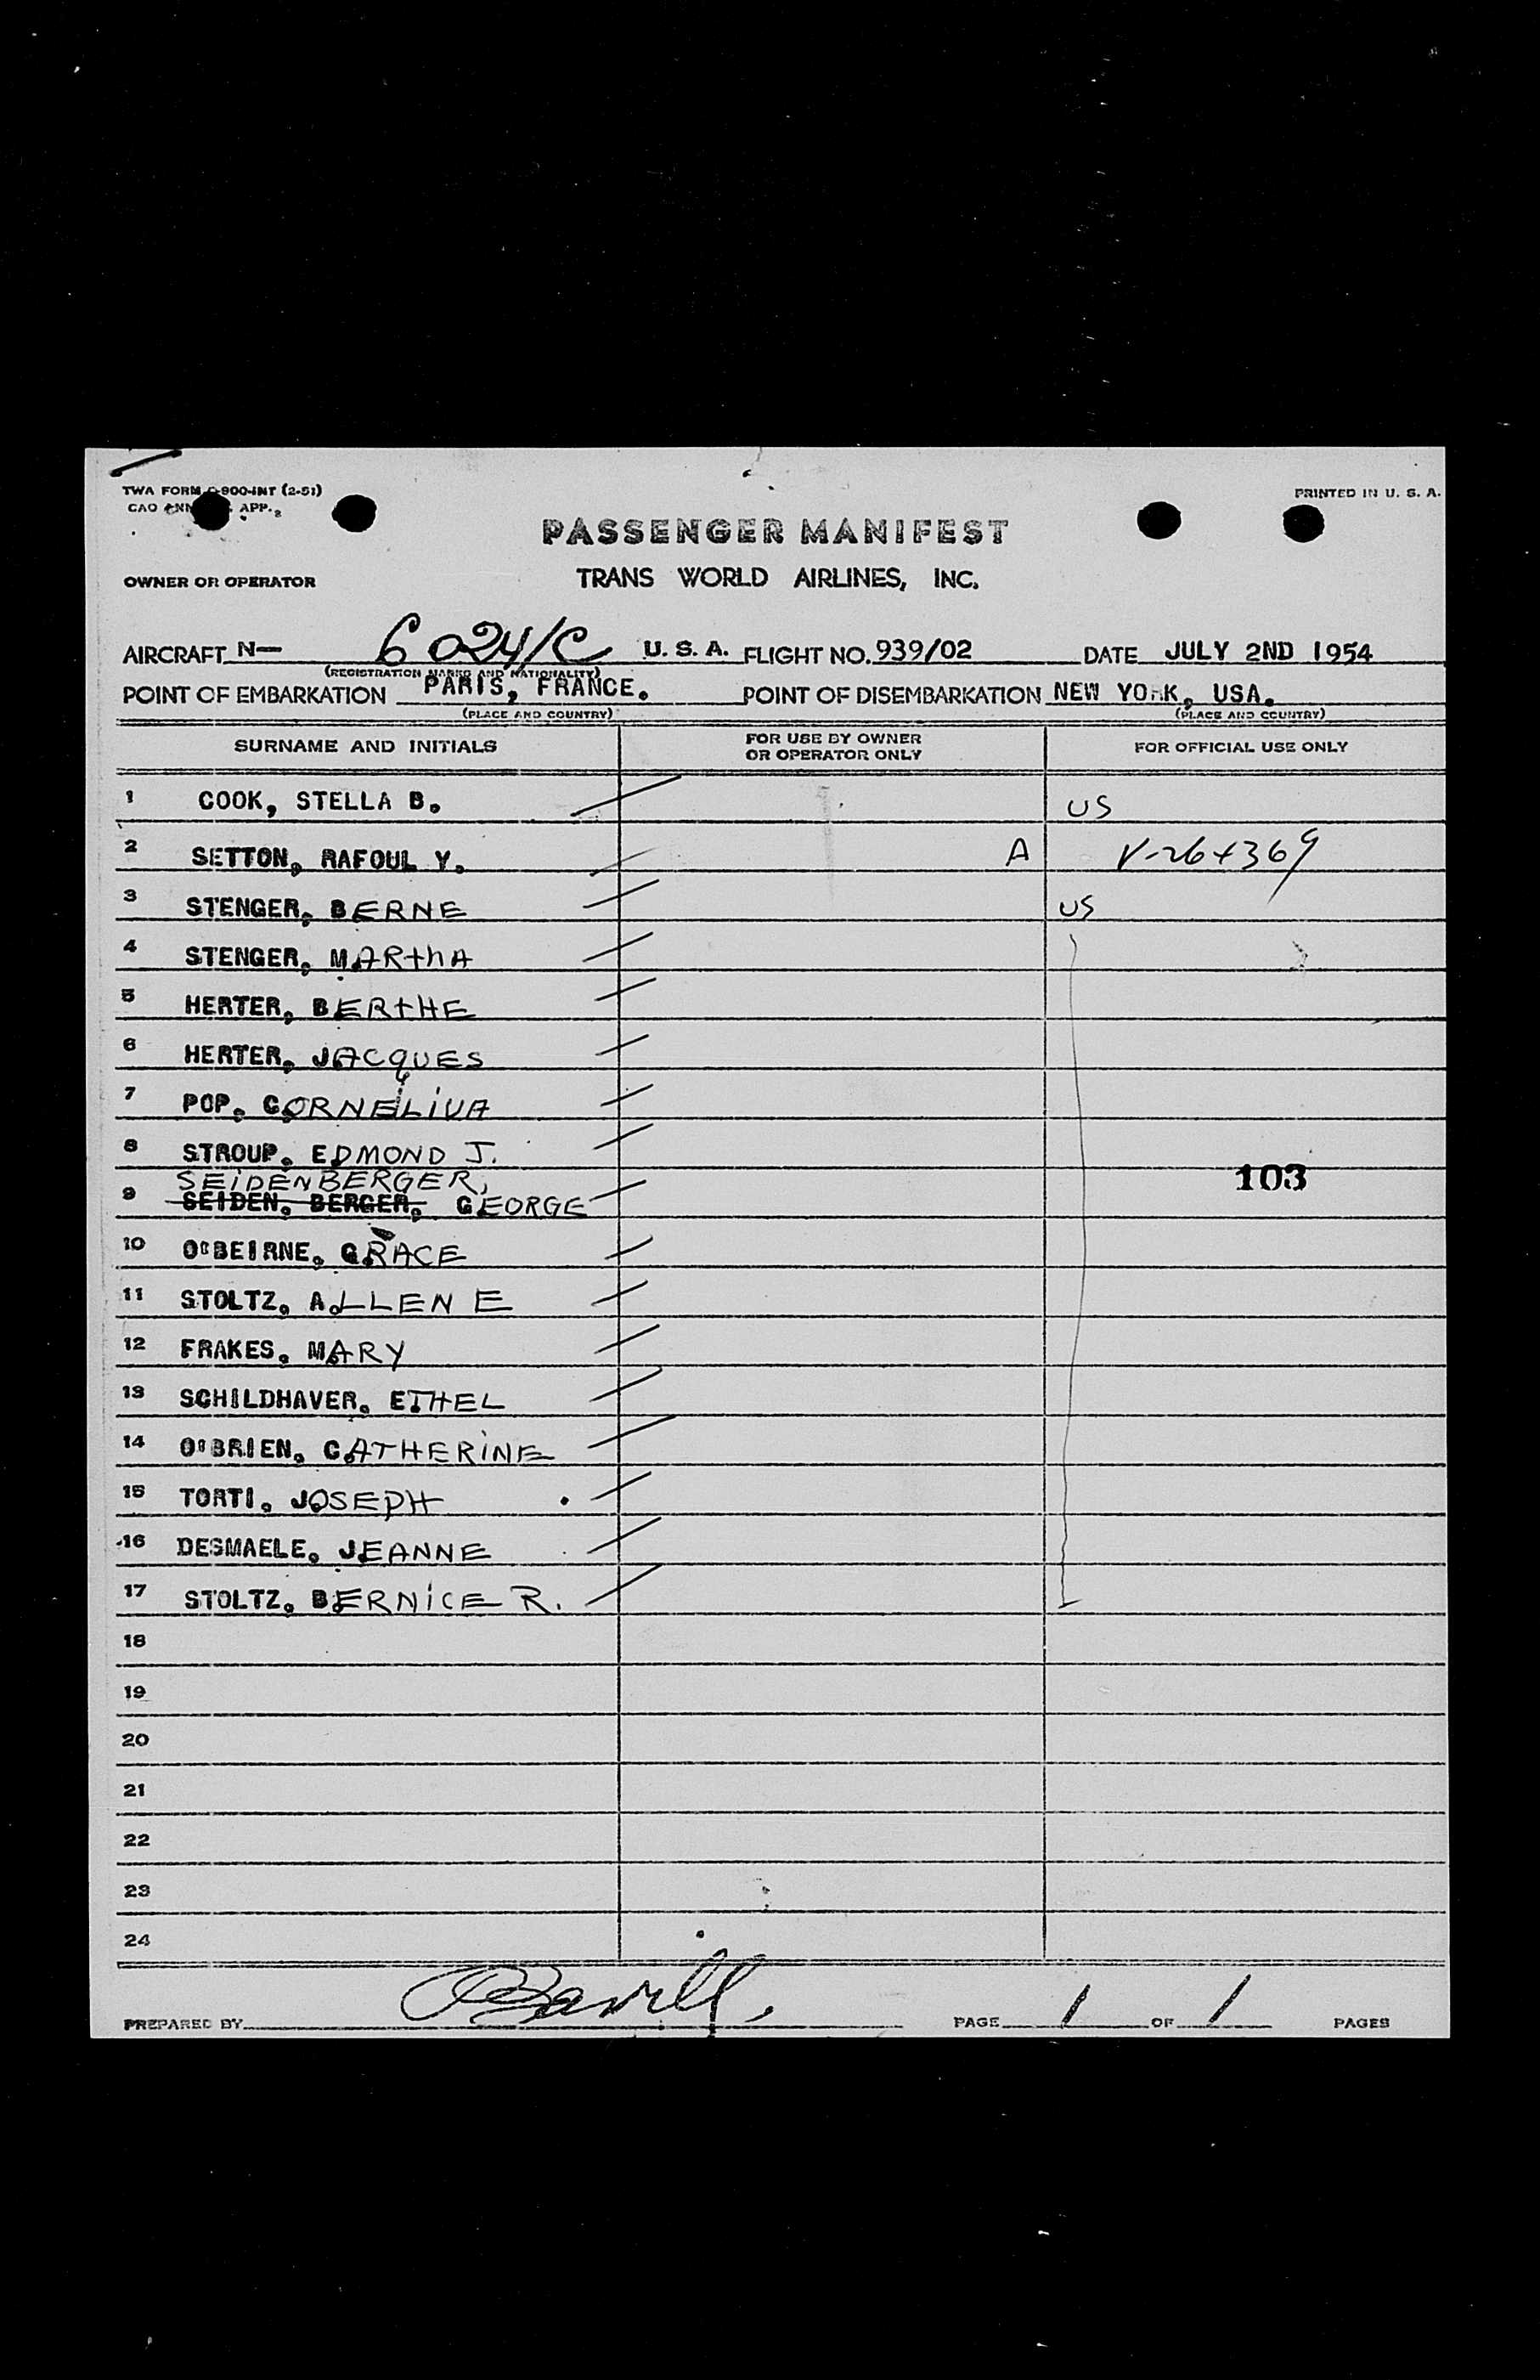 TWA FORM O-900-INT (2-51)
PRINTED IN U. S. A.
CAO APP. 2
PASSENGER MANIFEST
OWNER OR OPERATOR TRANS WORLD AIRLINES, INC.
AIRCRAFT N- 6024/C U. S. A. FLIGHT NO. 939/02 DATE JULY 2ND 1954
(REGISTRATION MARKS AND NATIONALITY)
POINT OF EMBARKATION PARIS, FRANCE. POINT OF DISEMBARKATION NEW YORK, USA.
(PLACE AND COUNTRY) (PLACE AND COUNTRY)
SURNAME AND INITIALS FOR USE BY OWNER OR OPERATOR ONLY FOR OFFICIAL USE ONLY
1 COOK, STELLA B. US
2 SETTON, RAFOUL Y. A
3 STENGER, BERNE US
4 STENGER, MARthA
5 HERTER, BERtHE
6 HERTER, JACqUES
7 POP, CORNELiUA
8 STROUP, EDMOND J.
SEiDENBERGER,
9 SEIDEN, BERGER, GEORGE
103
10 O'BEIRNE, GRACE
11 STOLTZ, ALLEN E
12 FRAKES, MARY
13 SCHILDHAVER, ETHEL
14 O'BRIEN, CATHERiNE
15 TORTI, JOSEPH
16 DESMAELE, JEANNE
17 STOLTZ, BERNiCE R.
18
19
20
21
22
23
24
PREPARED BY PAGE 1 OF 1 PAGES